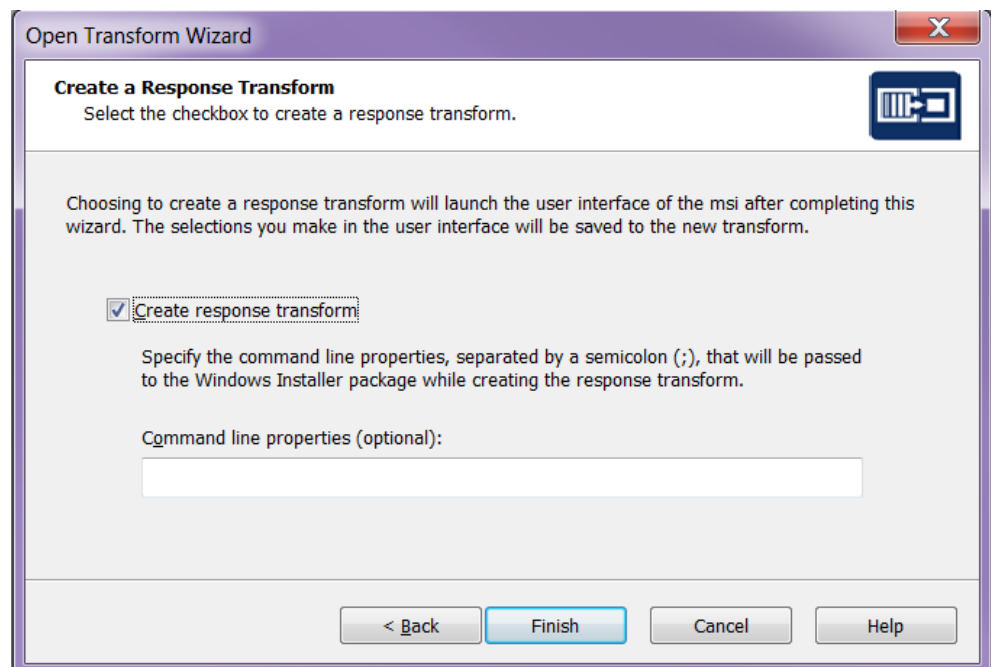 Open Transform Wizard
X
Create a Response Transform
Select the checkbox to create a response transform.
Choosing to create a response transform will launch the user interface of the msi after completing this
wizard. The selections you make in the user interface will be saved to the new transform.
Create response transform
Specify the command line properties, separated by a semicolon (;), that will be passed
to the Windows Installer package while creating the response transform.
Command line properties (optional):
< Back Finish Cancel Help